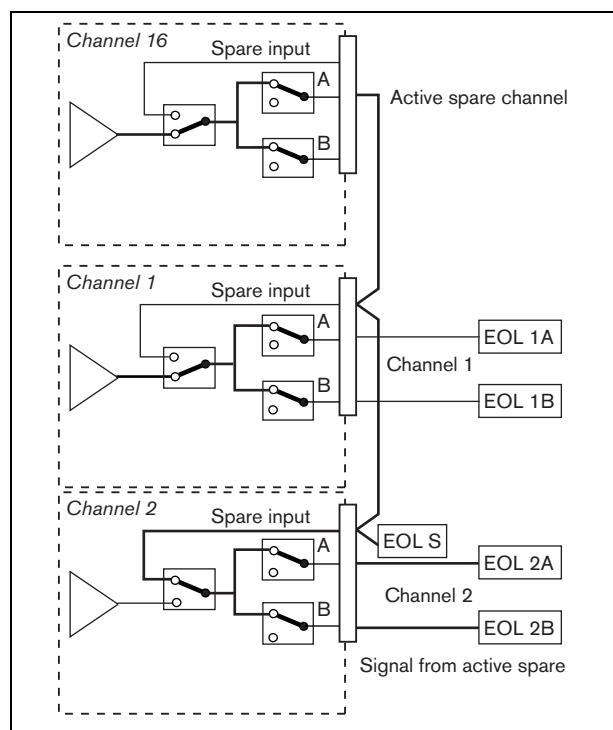 Channel 16
Spare input
A
Active spare channel
B
Channel 1
Spare input
A
EOL 1A
Channel 1
B
EOL 1B
Channel 2
Spare input
EOL S
A
EOL 2A
Channel 2
B
EOL 2B
Signal from active spare